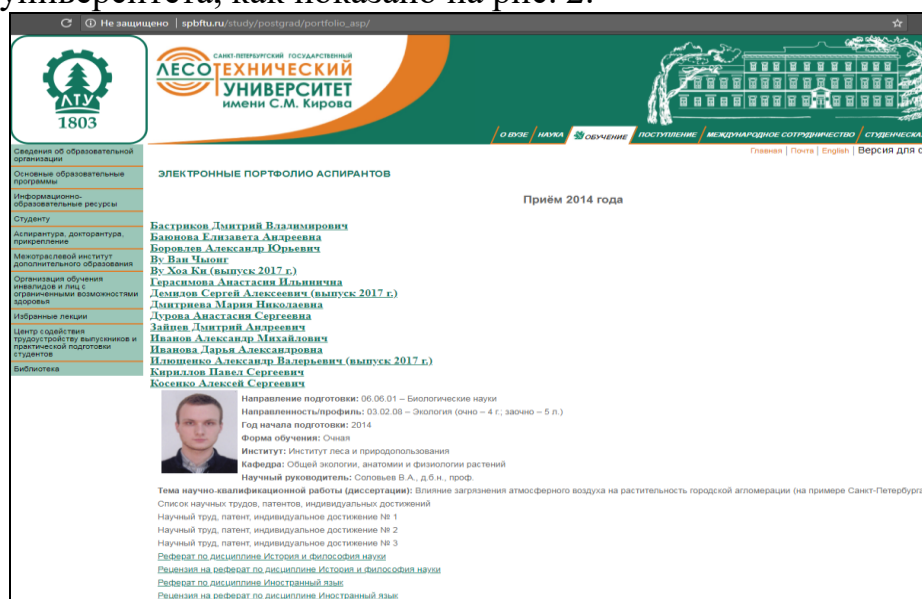 университета, как показано на рис. 2.
Не защищено | spbftu.ru/study/postgrad/portfolio_asp/
ЛТУ
1803
САНКТ-ПЕТЕРБУРГСКИЙ ГОСУДАРСТВЕННЫЙ
ЛЕСОТЕХНИЧЕСКИЙ
УНИВЕРСИТЕТ
имени С.М. Кирова
О ВУЗЕ / НАУКА / ОБУЧЕНИЕ / ПОСТУПЛЕНИЕ / МЕЖДУНАРОДНОЕ СОТРУДНИЧЕСТВО / СТУДЕНЧЕСКА
Главная | Почта | English | Версия для с
Сведения об образовательной
организации
Основные образовательные
программы
Информационно-
образовательные ресурсы
Студенту
Аспирантура, докторантура,
прикрепление
Межотраслевой институт
дополнительного образования
Организация обучения
инвалидов и лиц с
ограниченными возможностями
здоровья
Избранные лекции
Центр содействия
трудоустройству выпускников и
практической подготовки
студентов
Библиотека
ЭЛЕКТРОННЫЕ ПОРТФОЛИО АСПИРАНТОВ
Приём 2014 года
Бастриков Дмитрий Владимирович
Баюнова Елизавета Андреевна
Боровлев Александр Юрьевич
Ву Ван Чыонг
Ву Хоа Ки (выпуск 2017 г.)
Герасимова Анастасия Ильинична
Демидов Сергей Алексеевич (выпуск 2017 г.)
Дмитриева Мария Николаевна
Дурова Анастасия Сергеевна
Зайцев Дмитрий Андреевич
Иванов Александр Михайлович
Иванова Дарья Александровна
Илющенко Александр Валерьевич (выпуск 2017 г.)
Кириллов Павел Сергеевич
Косенко Алексей Сергеевич
Направление подготовки: 06.06.01 – Биологические науки
Направленность/профиль: 03.02.08 – Экология (очно – 4 г.; заочно – 5 л.)
Год начала подготовки: 2014
Форма обучения: Очная
Институт: Институт леса и природопользования
Кафедра: Общей экологии, анатомии и физиологии растений
Научный руководитель: Соловьев В.А., д.б.н., проф.
Тема научно-квалификационной работы (диссертации): Влияние загрязнения атмосферного воздуха на растительность городской агломерации (на примере Санкт-Петербурга
Список научных трудов, патентов, индивидуальных достижений
Научный труд, патент, индивидуальное достижение № 1
Научный труд, патент, индивидуальное достижение № 2
Научный труд, патент, индивидуальное достижение № 3
Реферат по дисциплине История и философия науки
Рецензия на реферат по дисциплине История и философия науки
Реферат по дисциплине Иностранный язык
Рецензия на реферат по дисциплине Иностранный язык